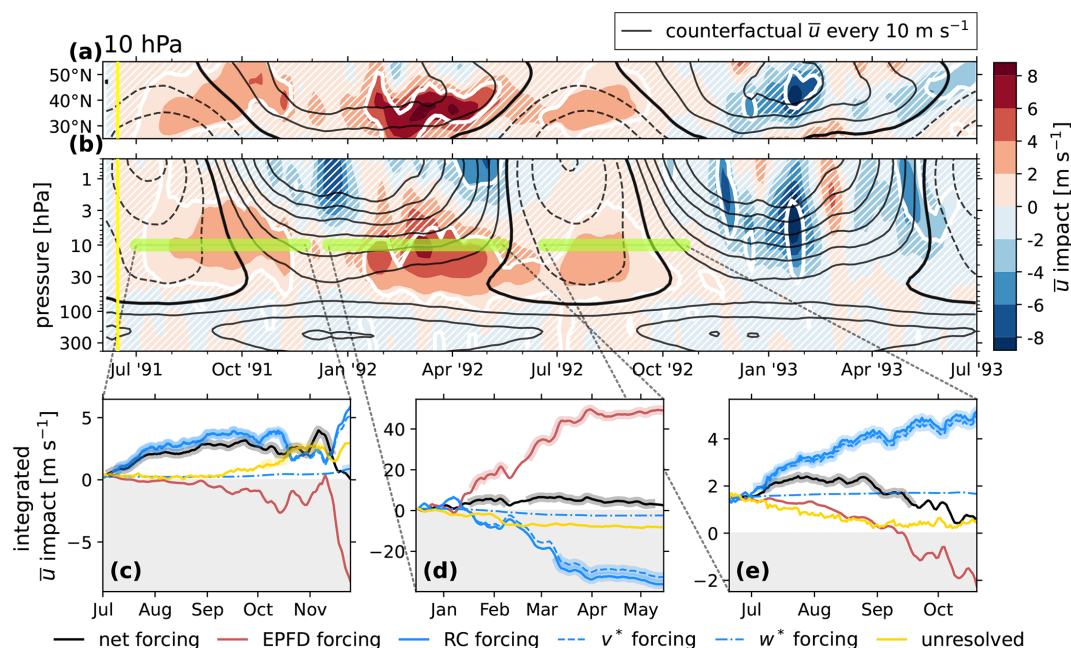 counterfactual u̅ every 10 m s⁻¹
(a) 10 hPa
50°N
40°N
30°N
(b)
1
3
10
30
100
300
pressure [hPa]
Jul '91 Oct '91 Jan '92 Apr '92 Jul '92 Oct '92 Jan '93 Apr '93 Jul '93
8
6
4
2
0
-2
-4
-6
-8
u̅ impact [m s⁻¹]
integrated
u̅ impact [m s⁻¹]
5
0
−5
(c)
Jul Aug Sep Oct Nov
40
20
0
−20
(d)
Jan Feb Mar Apr May
4
2
0
−2
(e)
Jul Aug Sep Oct
net forcing EPFD forcing RC forcing v* forcing w* forcing unresolved